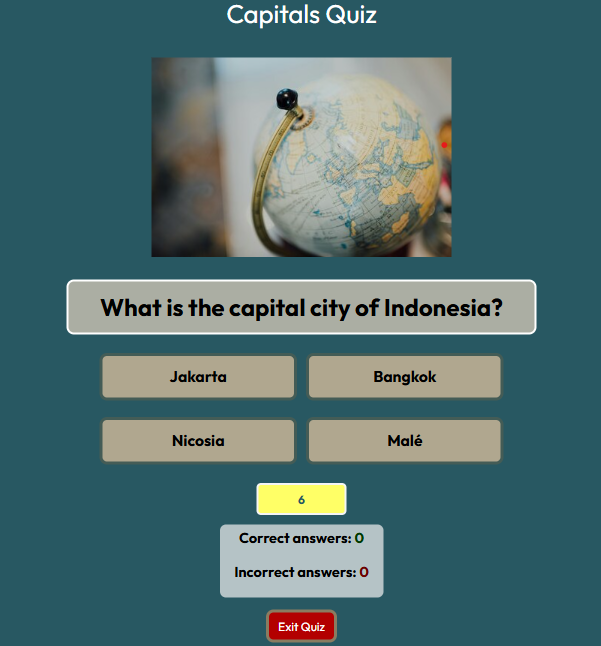 Capitals Quiz
What is the capital city of Indonesia?
Jakarta
Bangkok
Nicosia
Malé
6
Correct answers: 0
Incorrect answers: 0
Exit Quiz